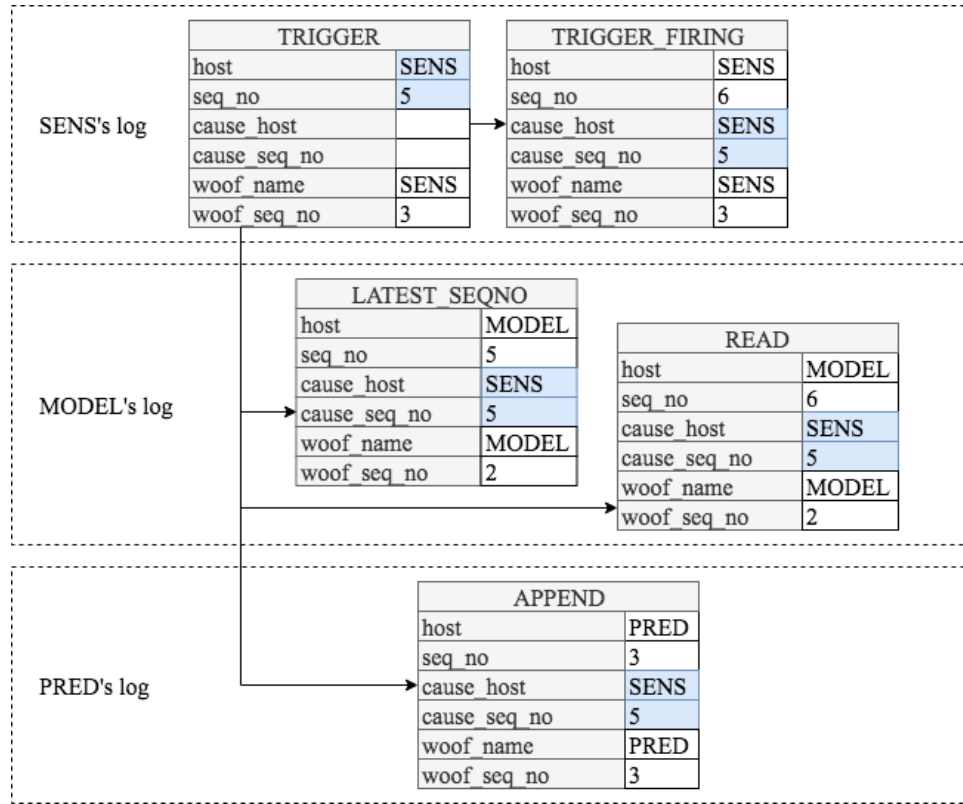 SENS's log
TRIGGER
host SENS
seq_no 5
cause_host
cause_seq_no
woof_name SENS
woof_seq_no 3
TRIGGER_FIRING
host SENS
seq_no 6
cause_host SENS
cause_seq_no 5
woof_name SENS
woof_seq_no 3
MODEL's log
LATEST_SEQNO
host MODEL
seq_no 5
cause_host SENS
cause_seq_no 5
woof_name MODEL
woof_seq_no 2
READ
host MODEL
seq_no 6
cause_host SENS
cause_seq_no 5
woof_name MODEL
woof_seq_no 2
PRED's log
APPEND
host PRED
seq_no 3
cause_host SENS
cause_seq_no 5
woof_name PRED
woof_seq_no 3